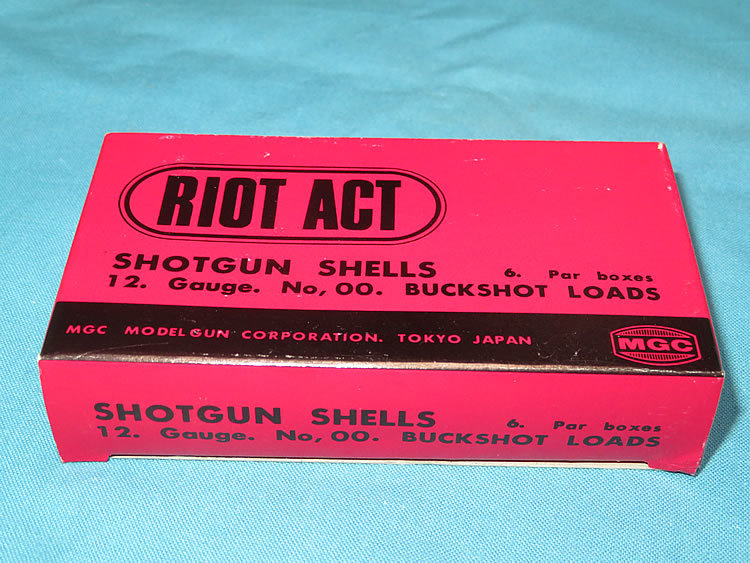 RIOT ACT
SHOTGUN SHELLS 6. Par boxes
12. Gauge. No, 00. BUCKSHOT LOADS
MGC MODELGUN CORPORATION. TOKYO JAPAN
MGC
SHOTGUN SHELLS 6. Par boxes
12. Gauge. No, 00. BUCKSHOT LOADS